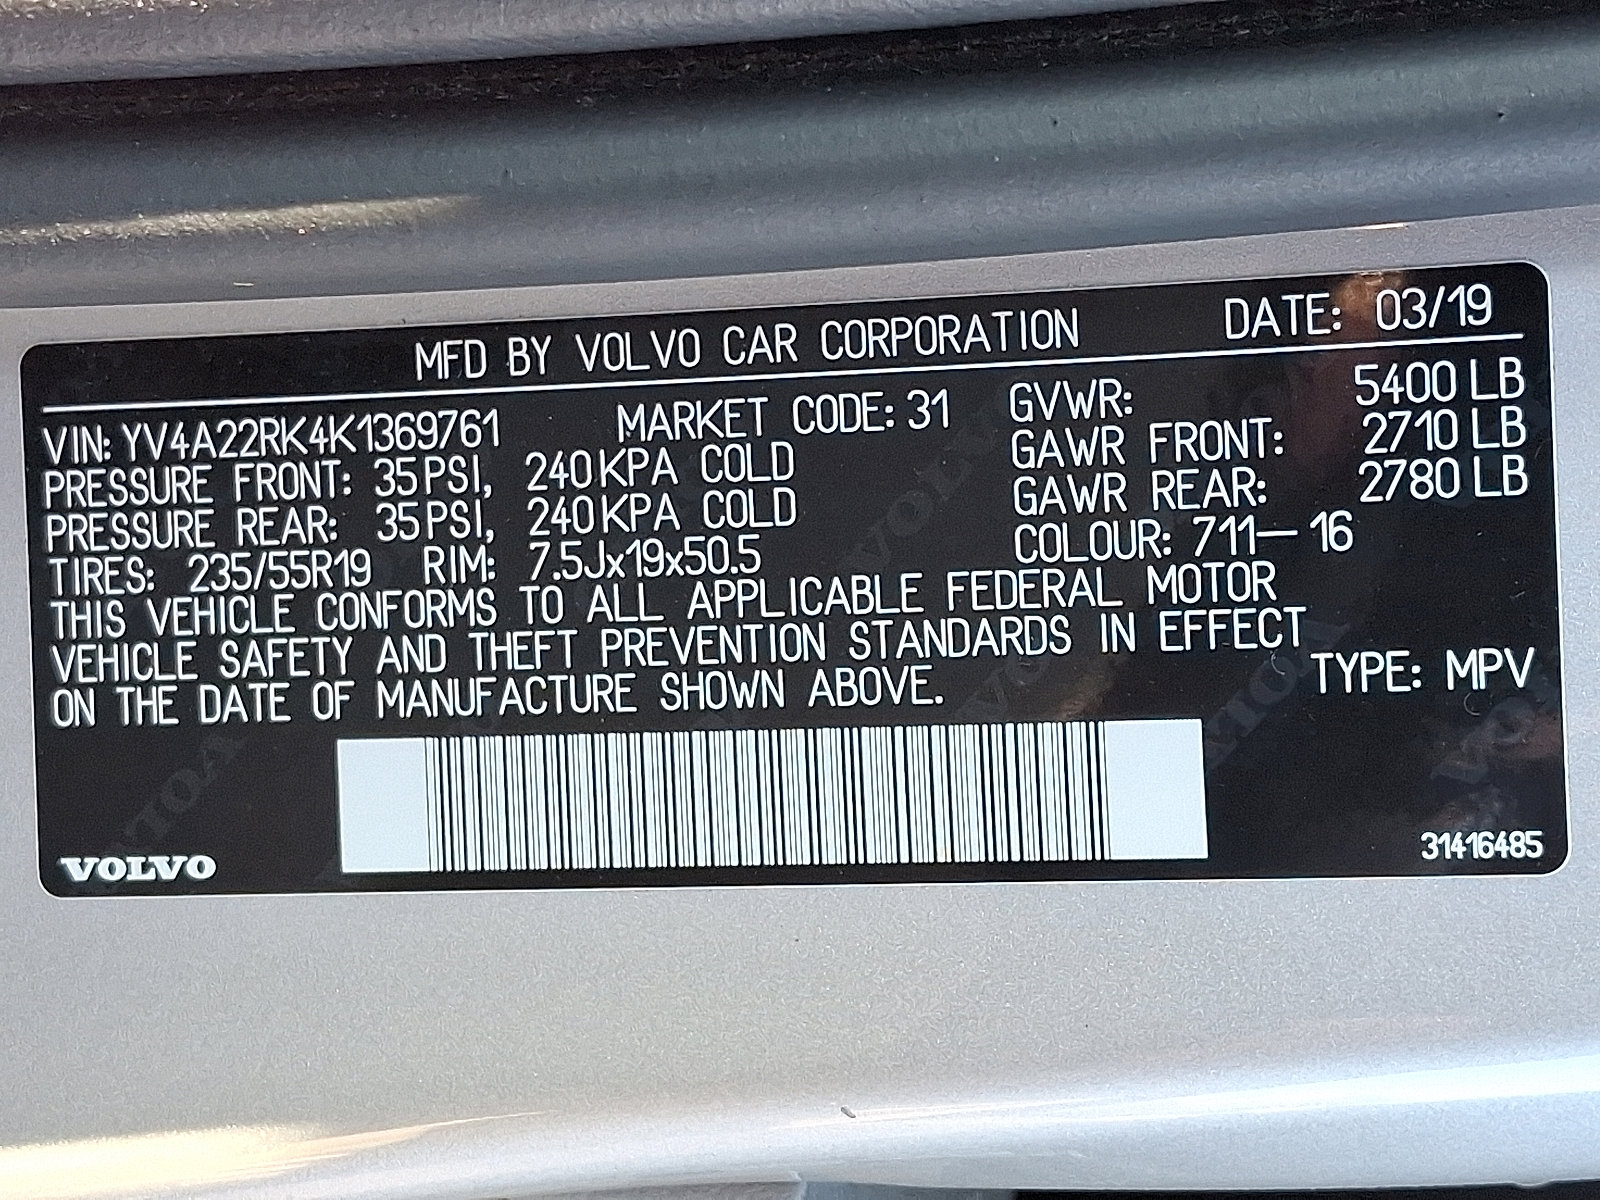 MFD BY VOLVO CAR CORPORATION DATE: 03/19
VIN: YV4A22RK4K1369761 MARKET CODE: 31 GVWR: 5400 LB
PRESSURE FRONT: 35 PSI, 240 KPA COLD GAWR FRONT: 2710 LB
PRESSURE REAR: 35 PSI, 240 KPA COLD GAWR REAR: 2780 LB
TIRES: 235/55R19 RIM: 7.5Jx19x50.5 COLOUR: 711-16
THIS VEHICLE CONFORMS TO ALL APPLICABLE FEDERAL MOTOR
VEHICLE SAFETY AND THEFT PREVENTION STANDARDS IN EFFECT
ON THE DATE OF MANUFACTURE SHOWN ABOVE. TYPE: MPV
VOLVO 31416485